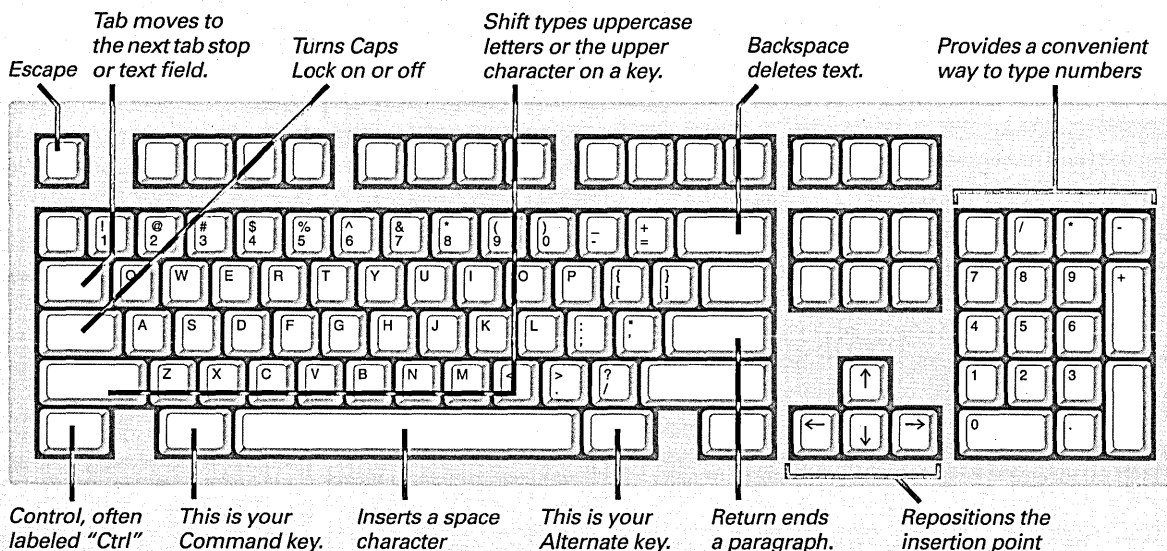 Tab moves to
the next tab stop
or text field.
Escape
Turns Caps
Lock on or off
Shift types uppercase
letters or the upper
character on a key.
Backspace
deletes text.
Provides a convenient
way to type numbers
! @ # $ % ^ & * ( ) _ +
1 2 3 4 5 6 7 8 9 0 - =
/ * -
Q W E R T Y U I O P { }
[ ]
7 8 9 +
A S D F G H J K L :
; '
4 5 6
Z X C V B N M < > ?
. /
↑
1 2 3
← ↓ →
0 .
Control, often
labeled "Ctrl"
This is your
Command key.
Inserts a space
character
This is your
Alternate key.
Return ends
a paragraph.
Repositions the
insertion point